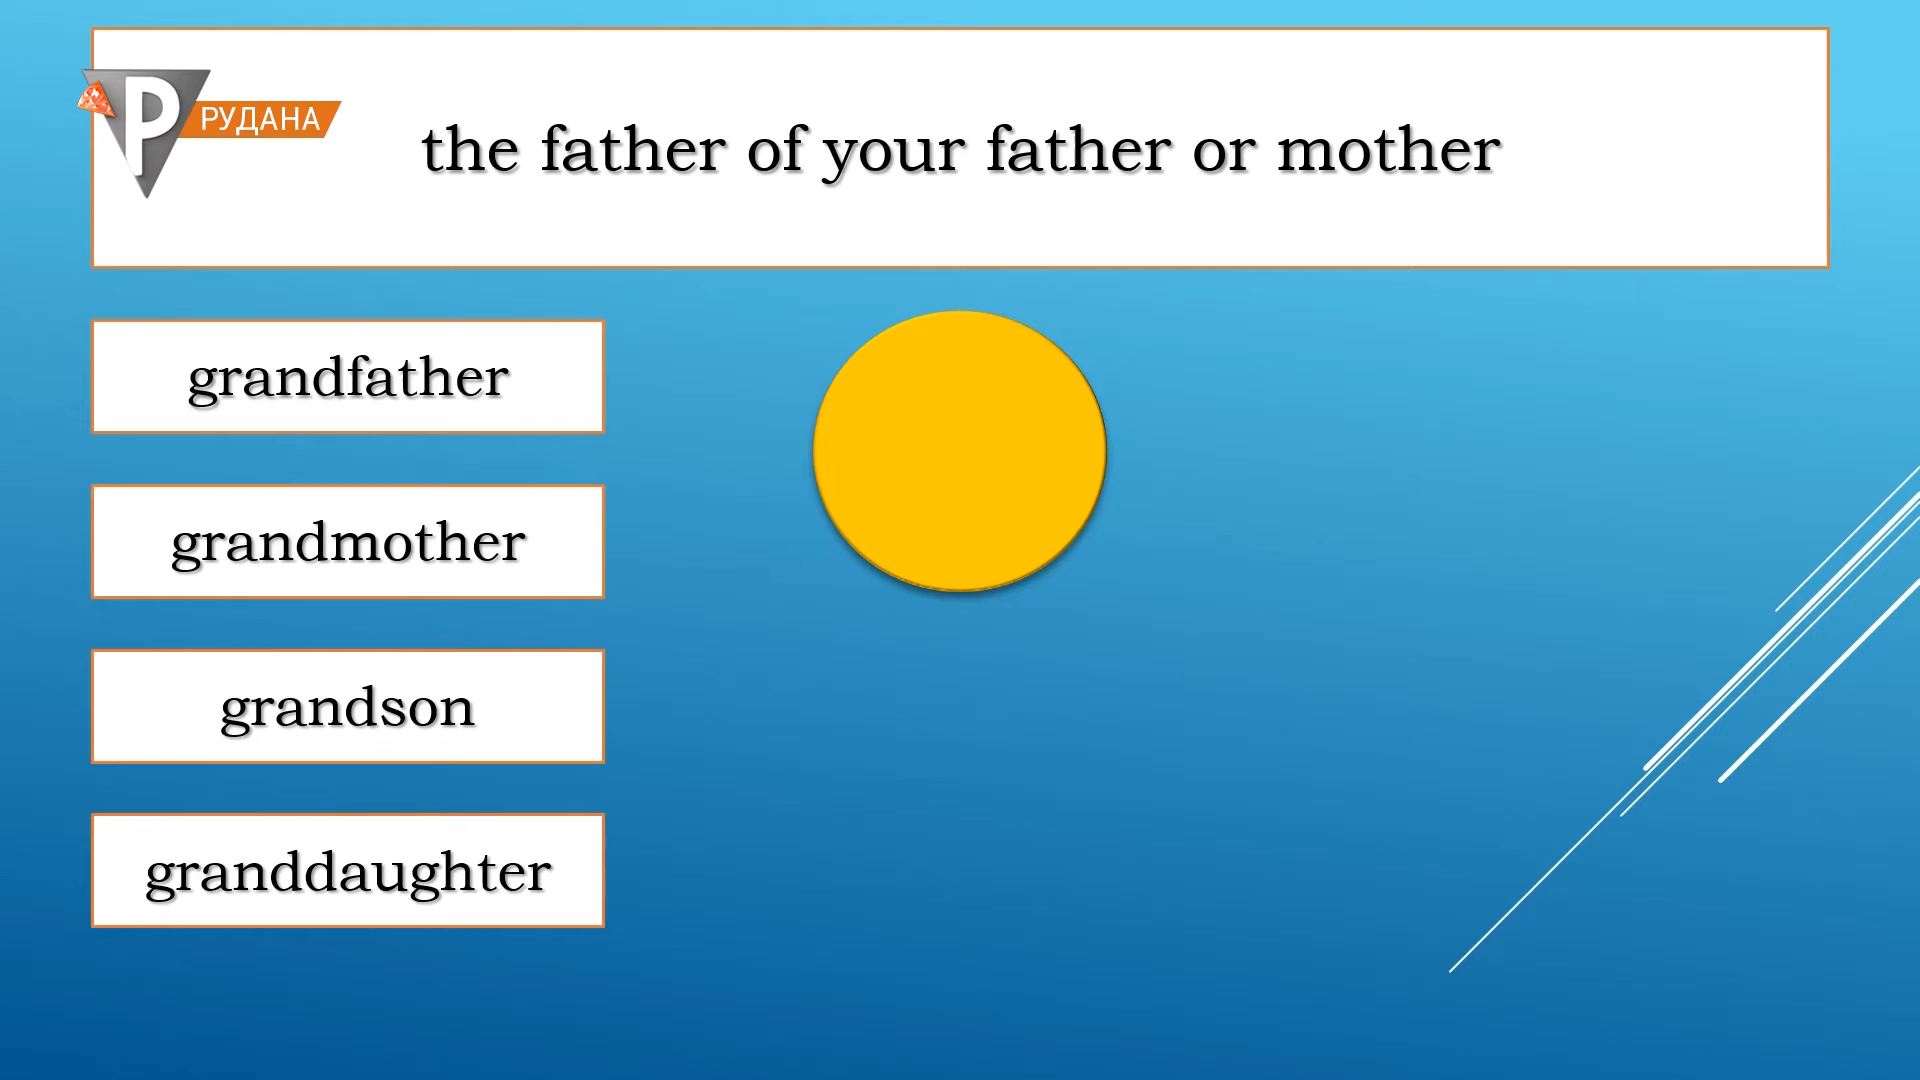 P
РУДАНА
the father of your father or mother
grandfather
grandmother
grandson
granddaughter